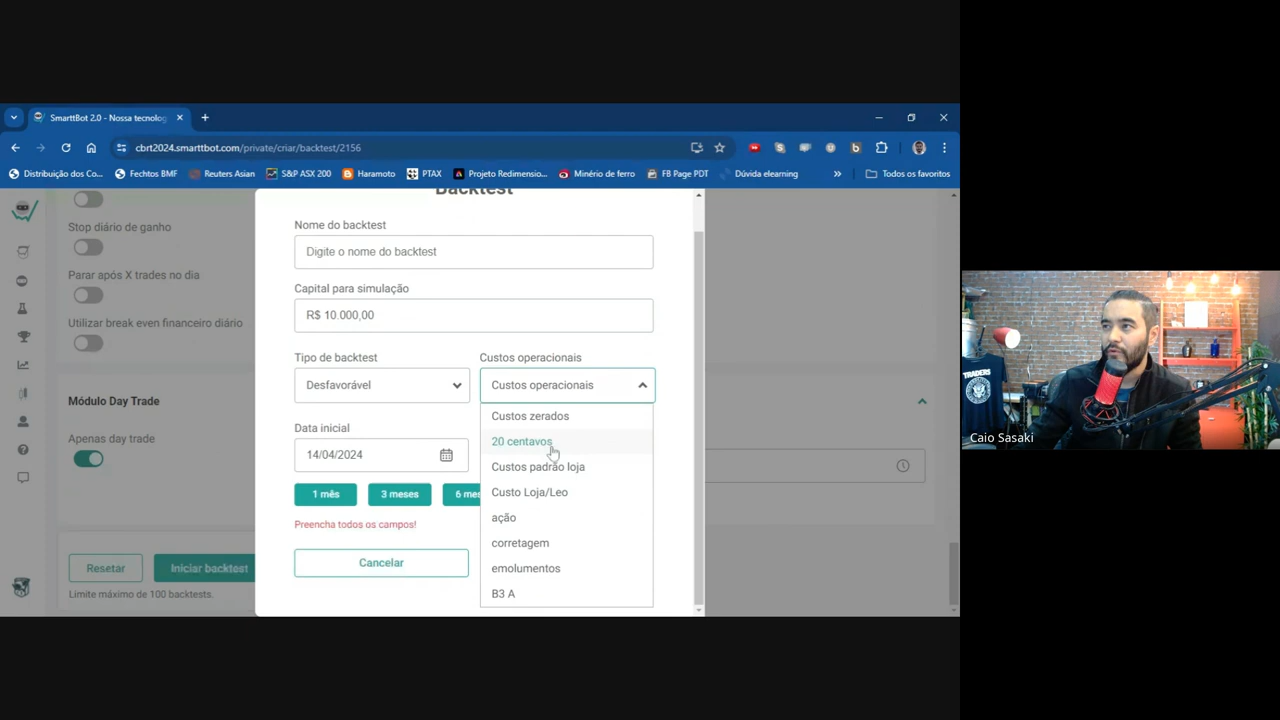 SmarttBot 2.0 - Nossa tecnolog
cbrt2024.smarttbot.com/private/criar/backtest/2156
Distribuição dos Co...
Fechtos BMF
Reuters Asian
S&P ASX 200
Haramoto
PTAX
Projeto Redimensio...
Minério de ferro
FB Page PDT
Dúvida elearning
»
Todos os favoritos
Stop diário de ganho
Parar após X trades no dia
Utilizar break even financeiro diário
Módulo Day Trade
Apenas day trade
Resetar
Iniciar backtest
Limite máximo de 100 backtests.
Backtest
Nome do backtest
Digite o nome do backtest
Capital para simulação
R$ 10.000,00
Tipo de backtest
Custos operacionais
Desfavorável
Custos operacionais
Data inicial
14/04/2024
1 mês
3 meses
6 mes
Preencha todos os campos!
Cancelar
Custos zerados
20 centavos
Custos padrão loja
Custo Loja/Leo
ação
corretagem
emolumentos
B3 A
TRADERS
Caio Sasaki